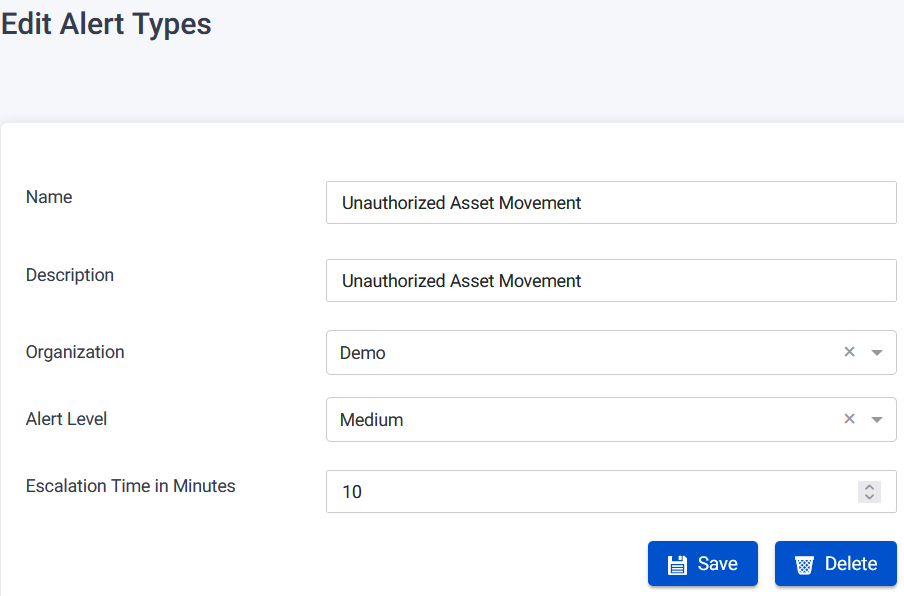 Edit Alert Types
Name
Unauthorized Asset Movement
Description
Unauthorized Asset Movement
Organization
Demo
Alert Level
Medium
Escalation Time in Minutes
10
Save
Delete